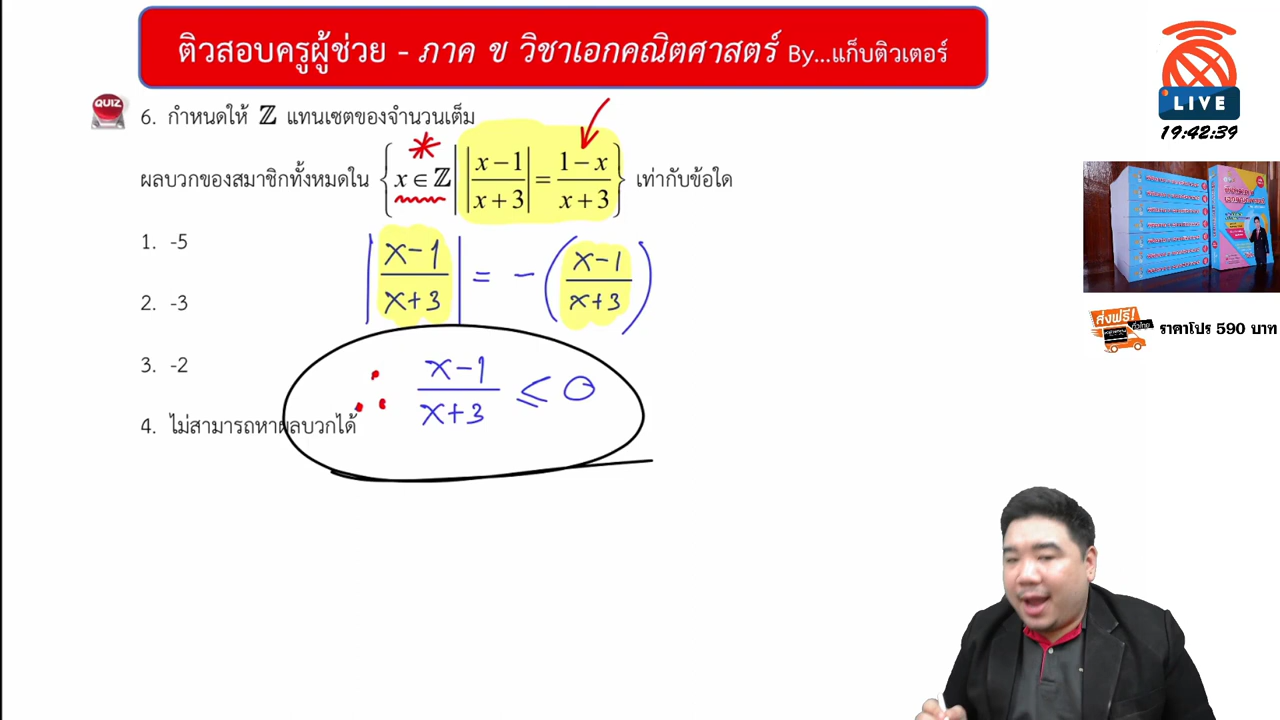 ติวสอบครูผู้ช่วย - ภาค ข วิชาเอกคณิตศาสตร์ By...แก็บติวเตอร์
LIVE
19:42:39
QUIZ
6. กำหนดให้ ℤ แทนเซตของจำนวนเต็ม
ผลบวกของสมาชิกทั้งหมดใน { x ∈ ℤ | |(x − 1)/(x + 3)| = (1 − x)/(x + 3) } เท่ากับข้อใด
1. -5
2. -3
3. -2
4. ไม่สามารถหาผลบวกได้
|(x − 1)/(x + 3)| = − ((x − 1)/(x + 3))
∴ (x − 1)/(x + 3) ≤ 0
ส่งฟรี!
ทั่วไทย
ราคาโปร 590 บาท